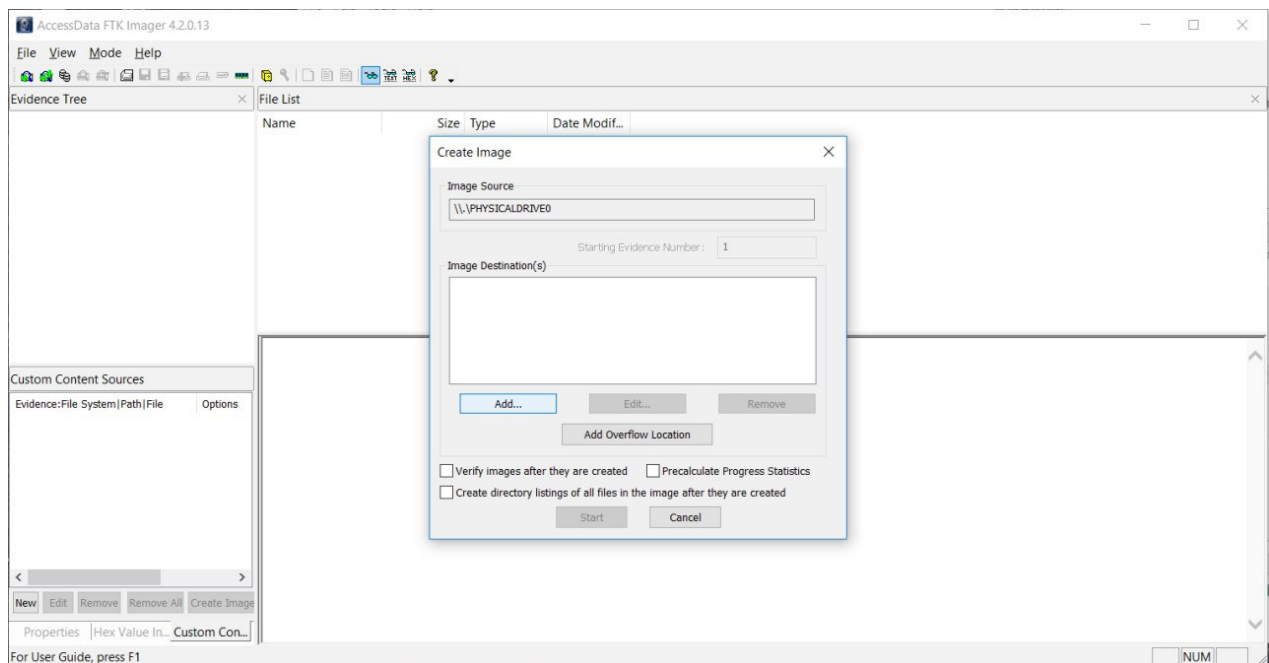 AccessData FTK Imager 4.2.0.13
File View Mode Help
Evidence Tree
File List
Name Size Type Date Modif...
Create Image
Image Source
\\.\PHYSICALDRIVE0
Starting Evidence Number: 1
Image Destination(s)
Add... Edit... Remove
Add Overflow Location
Verify images after they are created Precalculate Progress Statistics
Create directory listings of all files in the image after they are created
Start Cancel
Custom Content Sources
Evidence:File System|Path|File Options
New Edit Remove Remove All Create Image
Properties Hex Value In... Custom Con...
For User Guide, press F1
NUM